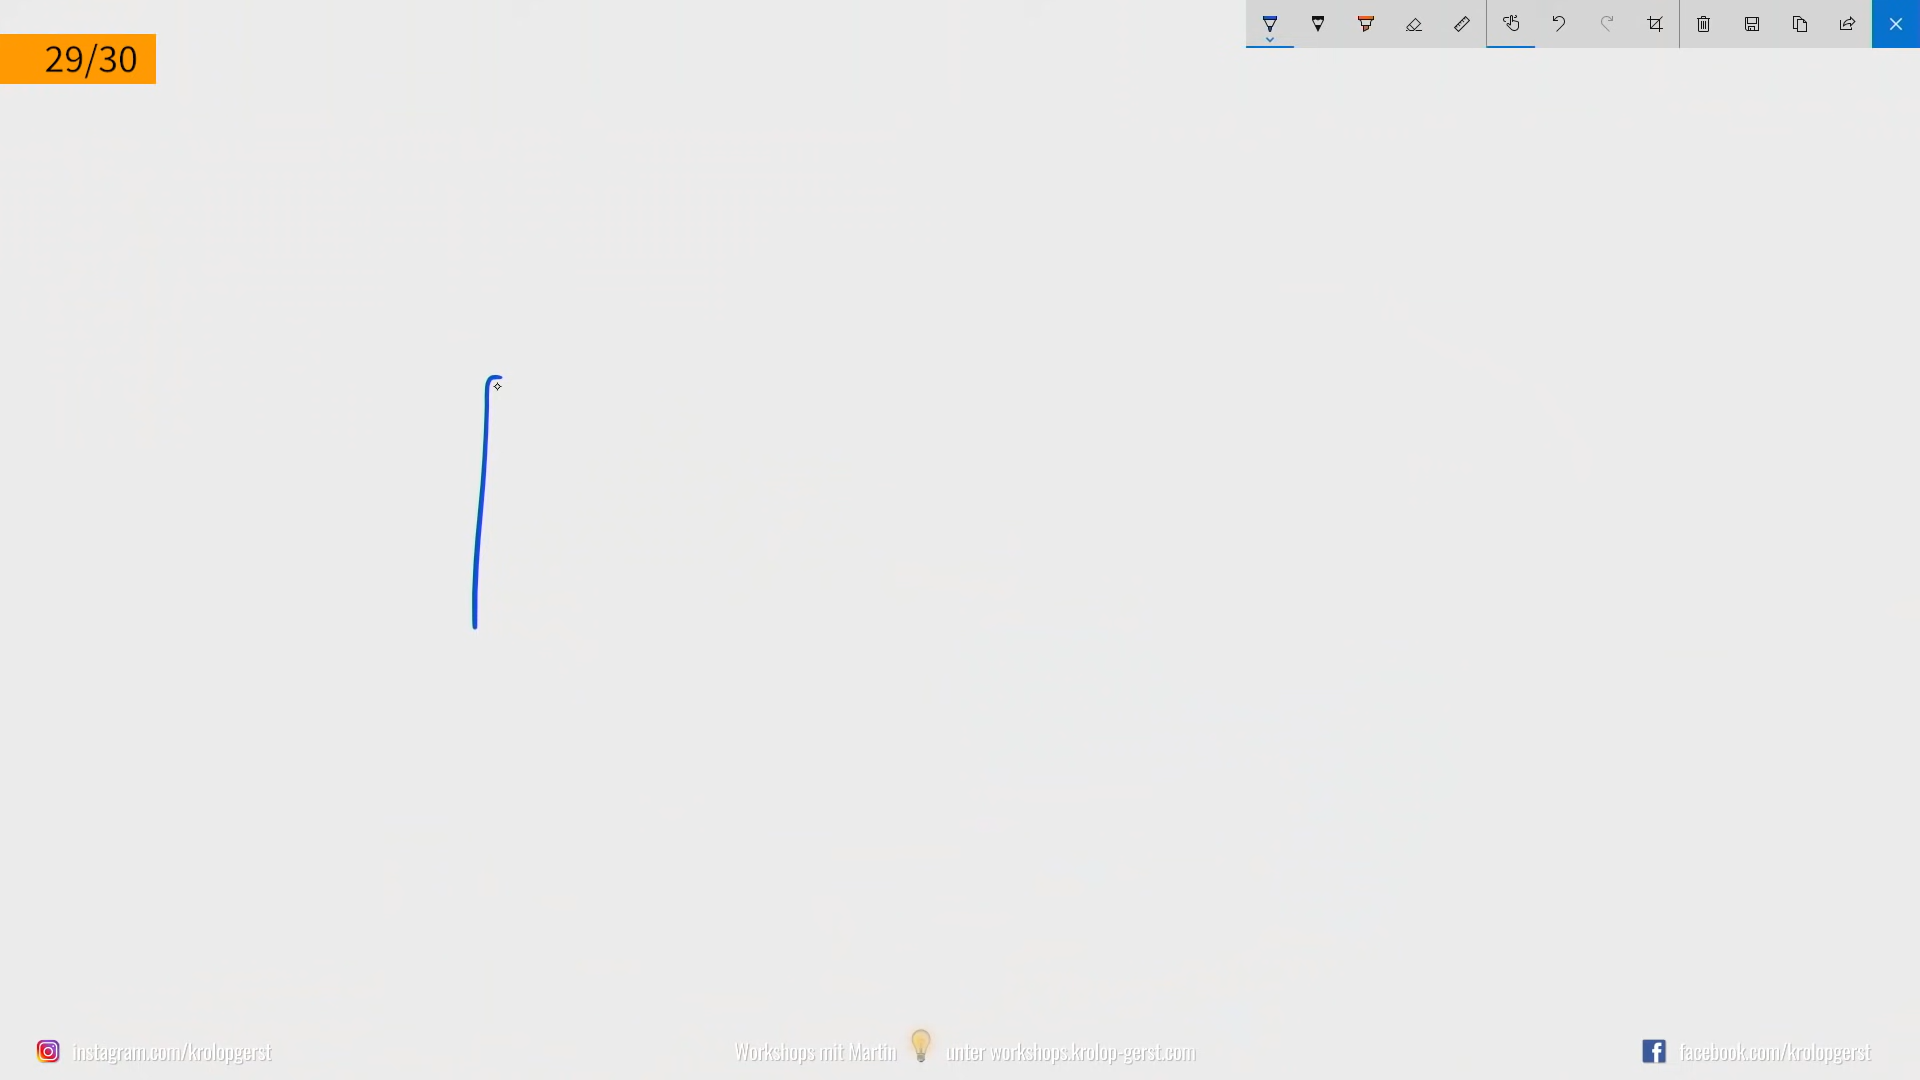 29/30
instagram.com/krolopgerst
Workshops mit Martin unter workshops.krolop-gerst.com
facebook.com/krolopgerst